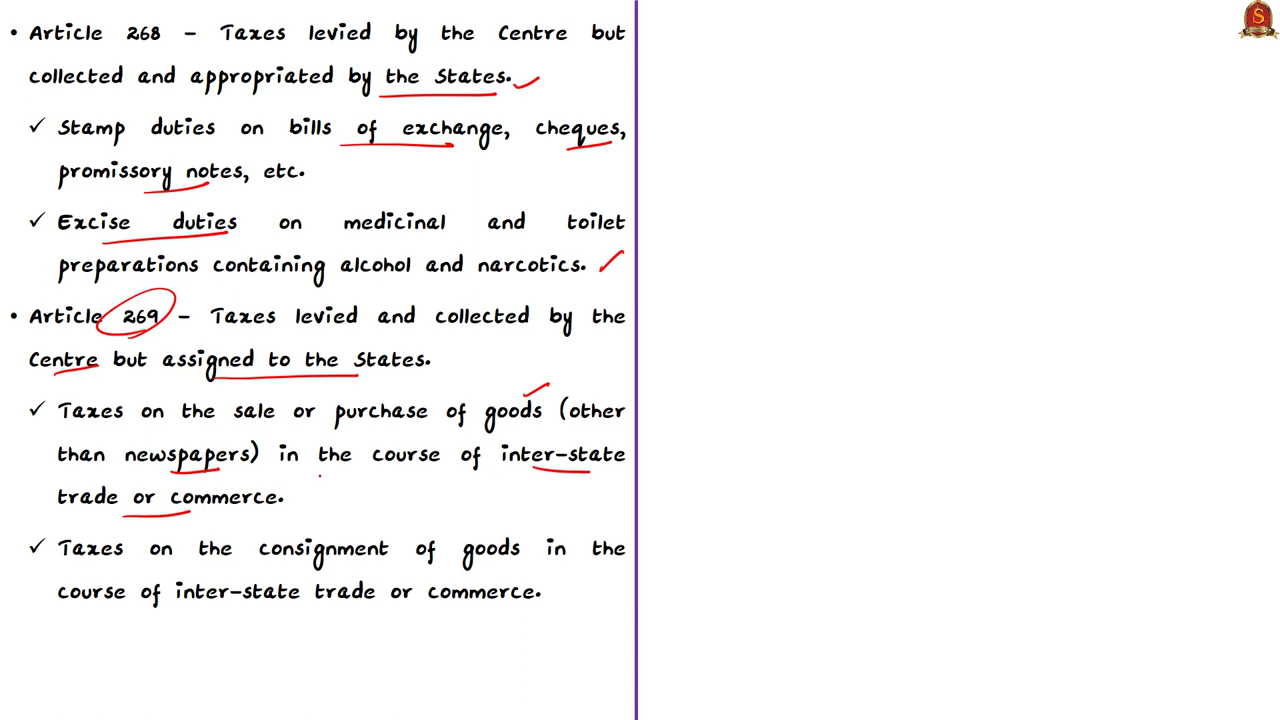 • Article 268 – Taxes levied by the Centre but
collected and appropriated by the States.
✓ Stamp duties on bills of exchange, cheques,
promissory notes, etc.
✓ Excise duties on medicinal and toilet
preparations containing alcohol and narcotics.
• Article 269 – Taxes levied and collected by the
Centre but assigned to the States.
✓ Taxes on the sale or purchase of goods (other
than newspapers) in the course of inter-state
trade or commerce.
✓ Taxes on the consignment of goods in the
course of inter-state trade or commerce.
S